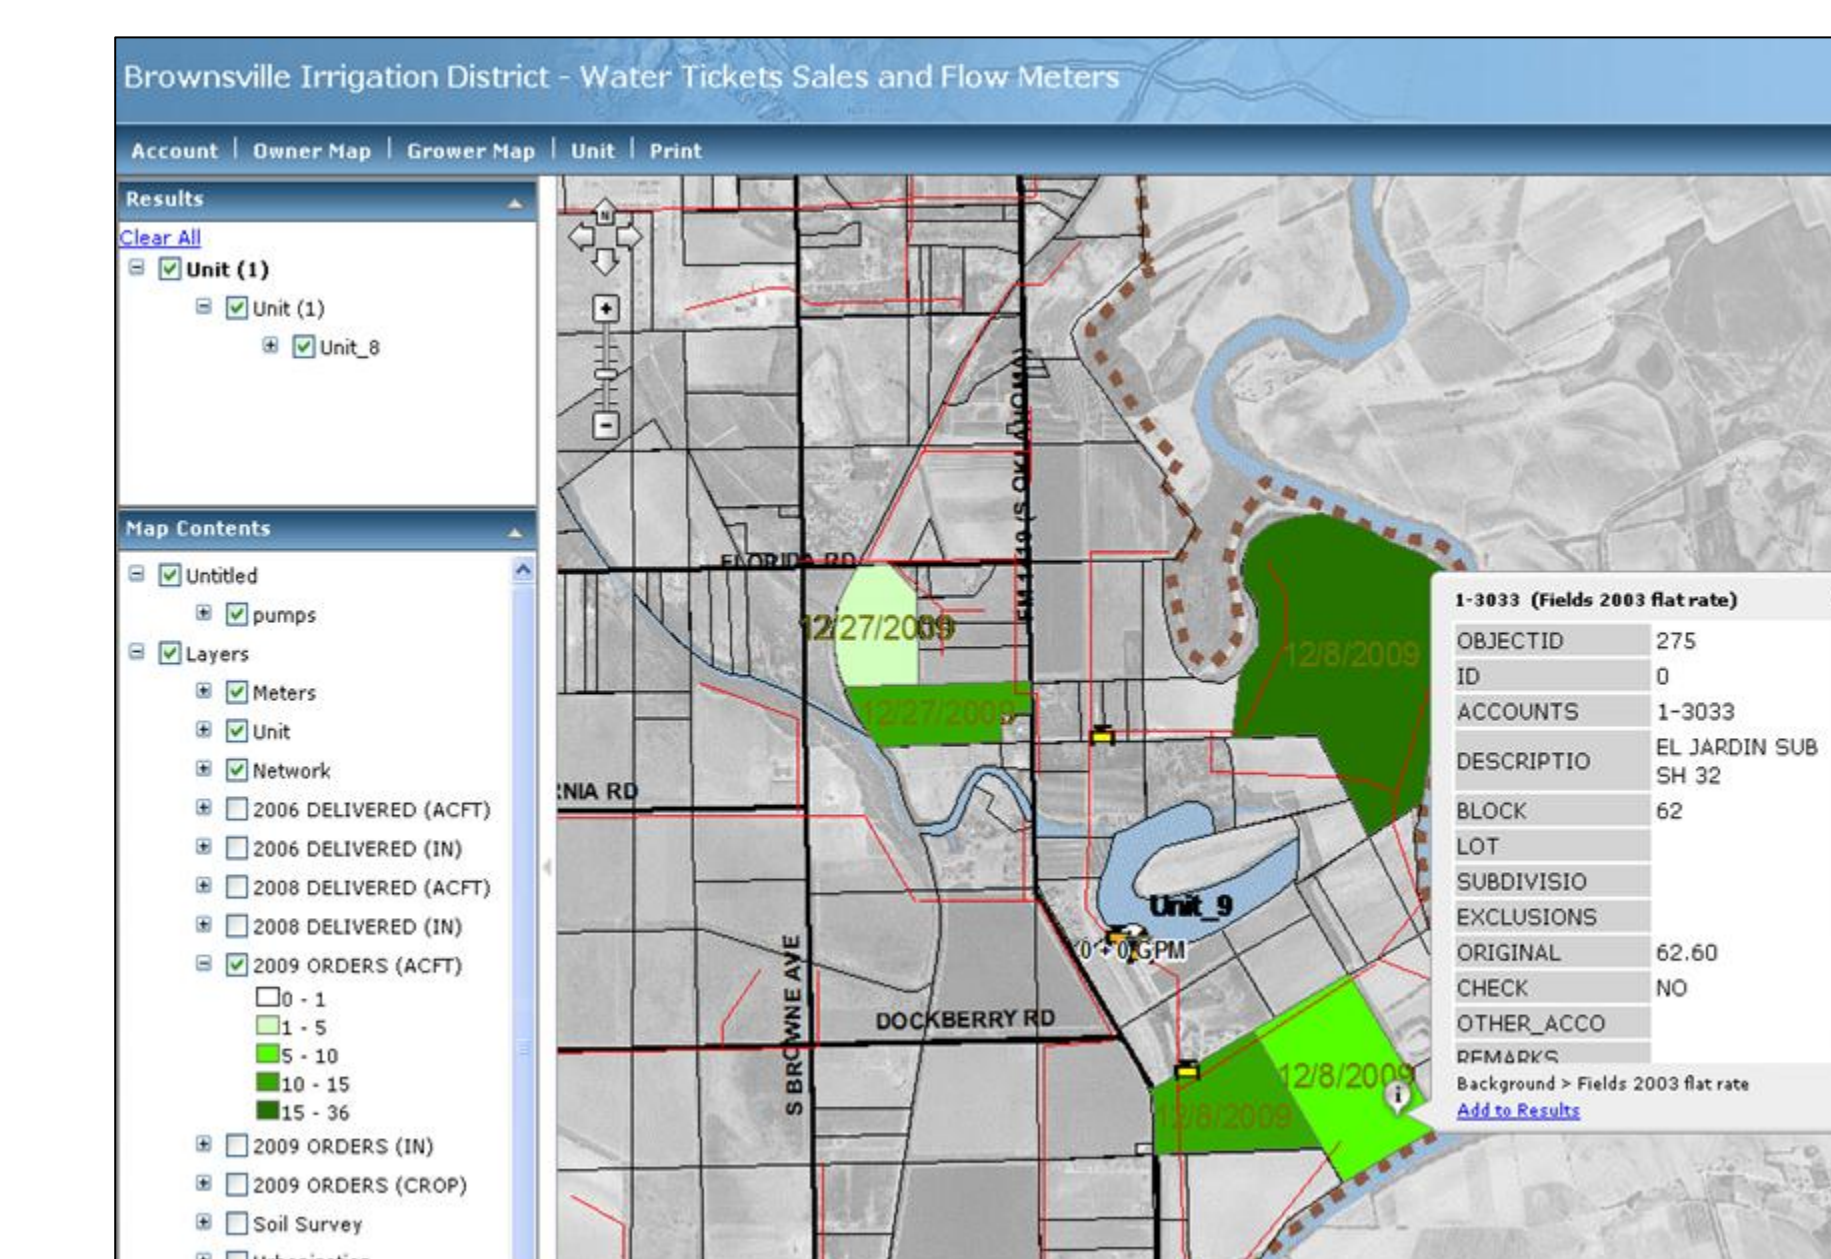 Brownsville Irrigation District - Water Tickets Sales and Flow Meters
Account | Owner Map | Grower Map | Unit | Print
Results
Clear All
Unit (1)
Unit (1)
Unit_8
Map Contents
Untitled
pumps
Layers
Meters
Unit
Network
2006 DELIVERED (ACFT)
2006 DELIVERED (IN)
2008 DELIVERED (ACFT)
2008 DELIVERED (IN)
2009 ORDERS (ACFT)
0 - 1
1 - 5
5 - 10
10 - 15
15 - 36
2009 ORDERS (IN)
2009 ORDERS (CROP)
Soil Survey
N
FLORIDA RD
12/27/2009
12/27/2009
12/8/2009
NIA RD
Unit_9
GPM
S BROWNE AVE
DOCKBERRY RD
12/8/2009
12/8/2009
1-3033 (Fields 2003 flat rate)
OBJECTID 275
ID 0
ACCOUNTS 1-3033
DESCRIPTIO EL JARDIN SUB
SH 32
BLOCK 62
LOT
SUBDIVISIO
EXCLUSIONS
ORIGINAL 62.60
CHECK NO
OTHER_ACCO
REMARKS
Background > Fields 2003 flat rate
Add to Results